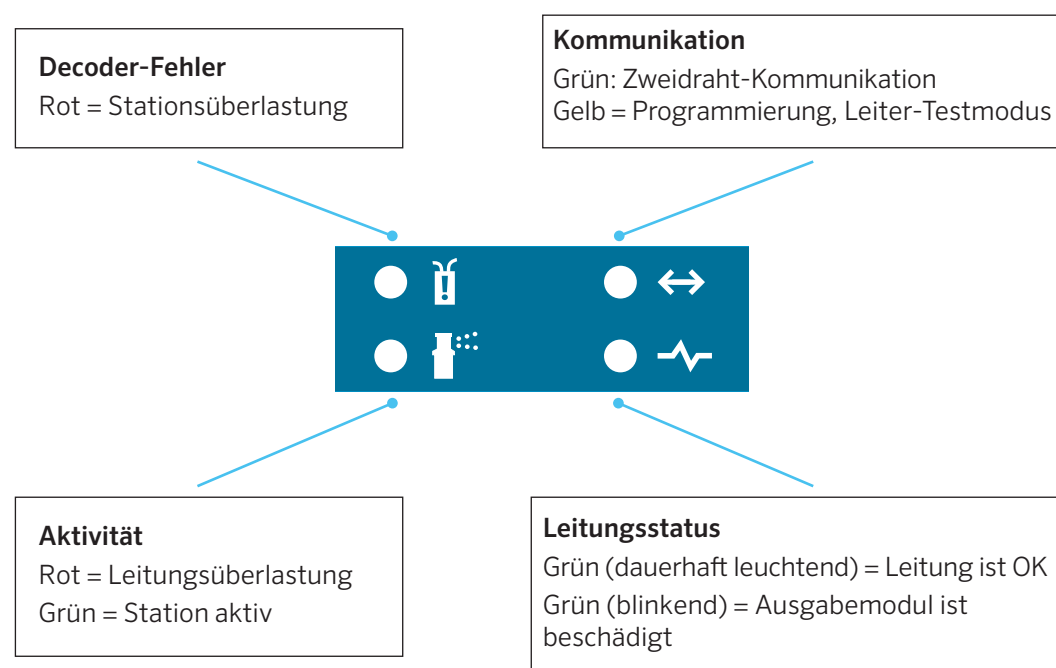 Decoder-Fehler
Rot = Stationsüberlastung
Kommunikation
Grün: Zweidraht-Kommunikation
Gelb = Programmierung, Leiter-Testmodus
Aktivität
Rot = Leitungsüberlastung
Grün = Station aktiv
Leitungsstatus
Grün (dauerhaft leuchtend) = Leitung ist OK
Grün (blinkend) = Ausgabemodul ist
beschädigt